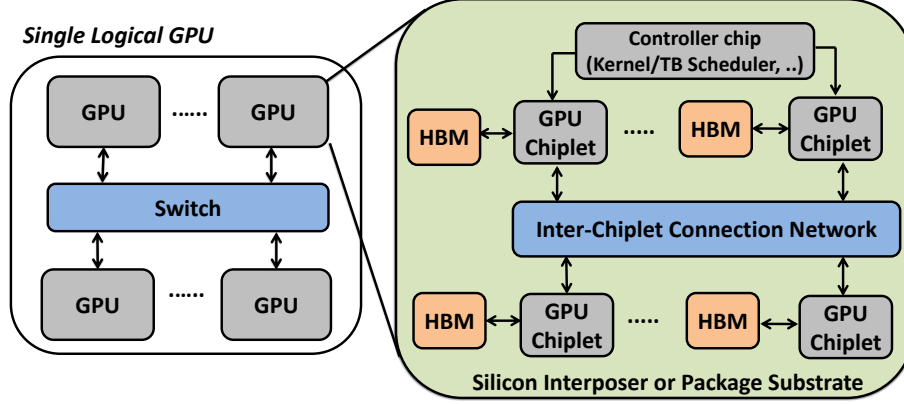 Single Logical GPU
GPU
......
GPU
Switch
GPU
......
GPU
Controller chip
(Kernel/TB Scheduler, ..)
HBM
GPU
Chiplet
.....
HBM
GPU
Chiplet
Inter-Chiplet Connection Network
HBM
GPU
Chiplet
.....
HBM
GPU
Chiplet
Silicon Interposer or Package Substrate